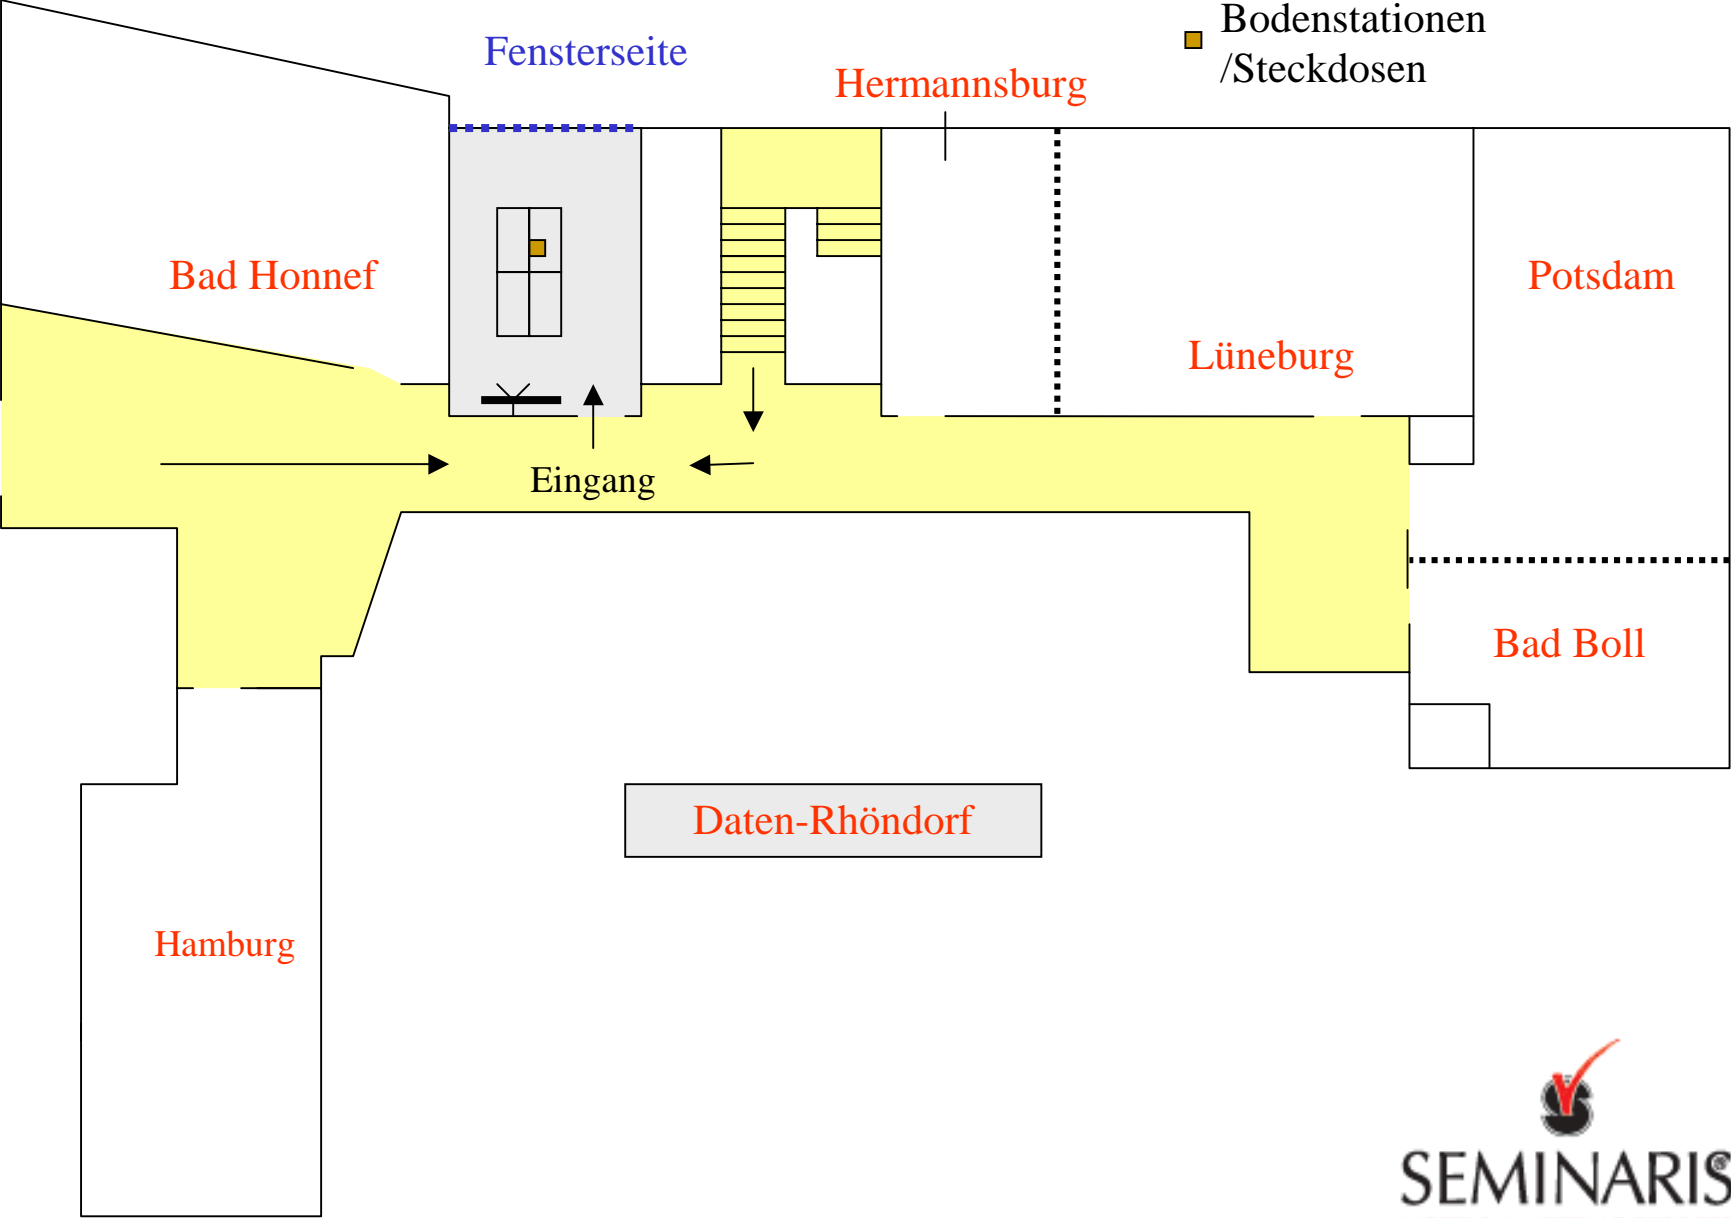 Bodenstationen
/Steckdosen
Fensterseite
Hermannsburg
Bad Honnef
Potsdam
Lüneburg
Eingang
Bad Boll
Daten-Rhöndorf
Hamburg
SEMINARIS®